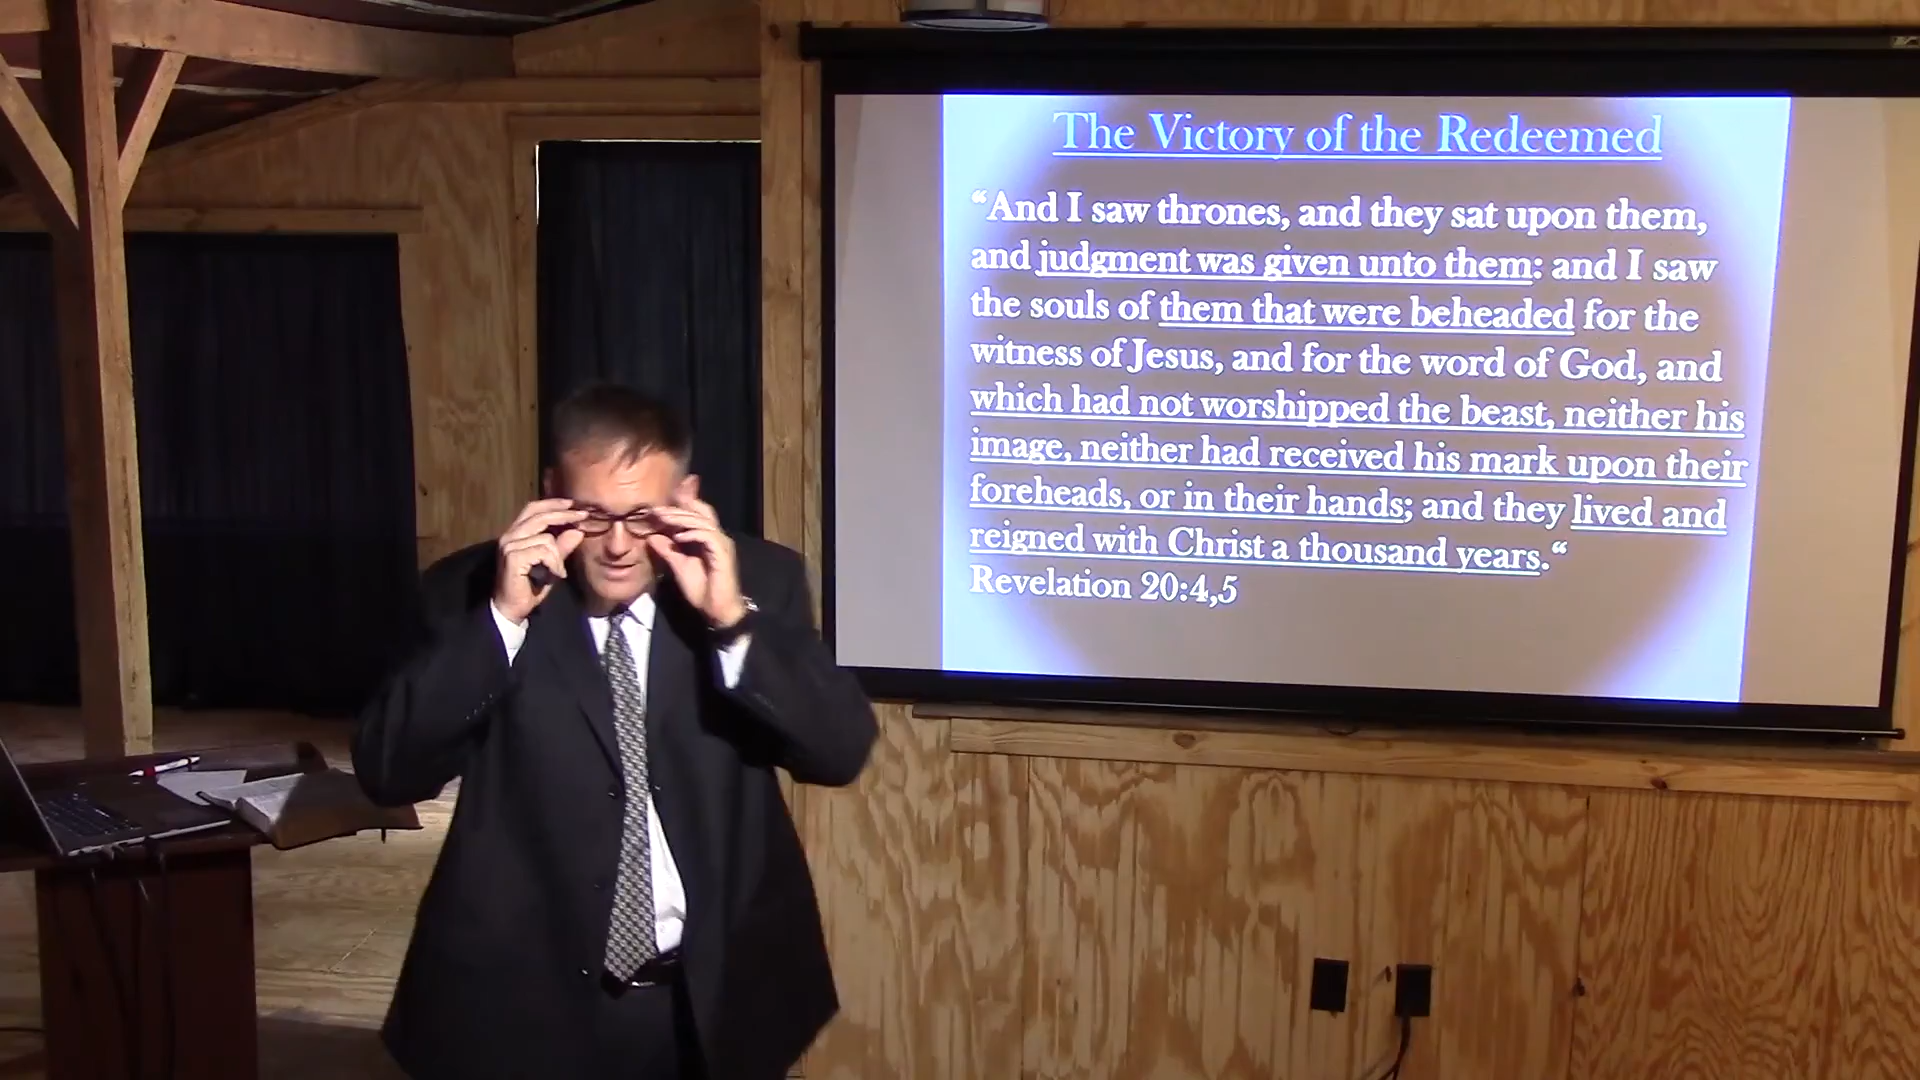 The Victory of the Redeemed
“And I saw thrones, and they sat upon them,
and judgment was given unto them: and I saw
the souls of them that were beheaded for the
witness of Jesus, and for the word of God, and
which had not worshipped the beast, neither his
image, neither had received his mark upon their
foreheads, or in their hands; and they lived and
reigned with Christ a thousand years.“
Revelation 20:4,5